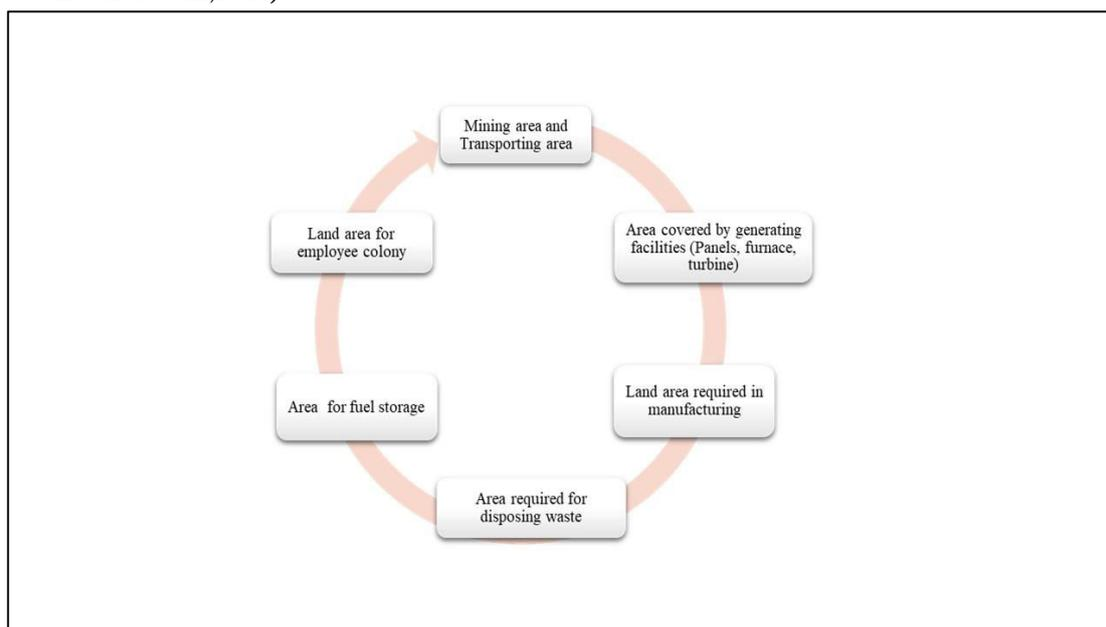 Mining area and
Transporting area
Area covered by generating
facilities (Panels, furnace,
turbine)
Land area required in
manufacturing
Area required for
disposing waste
Area for fuel storage
Land area for
employee colony